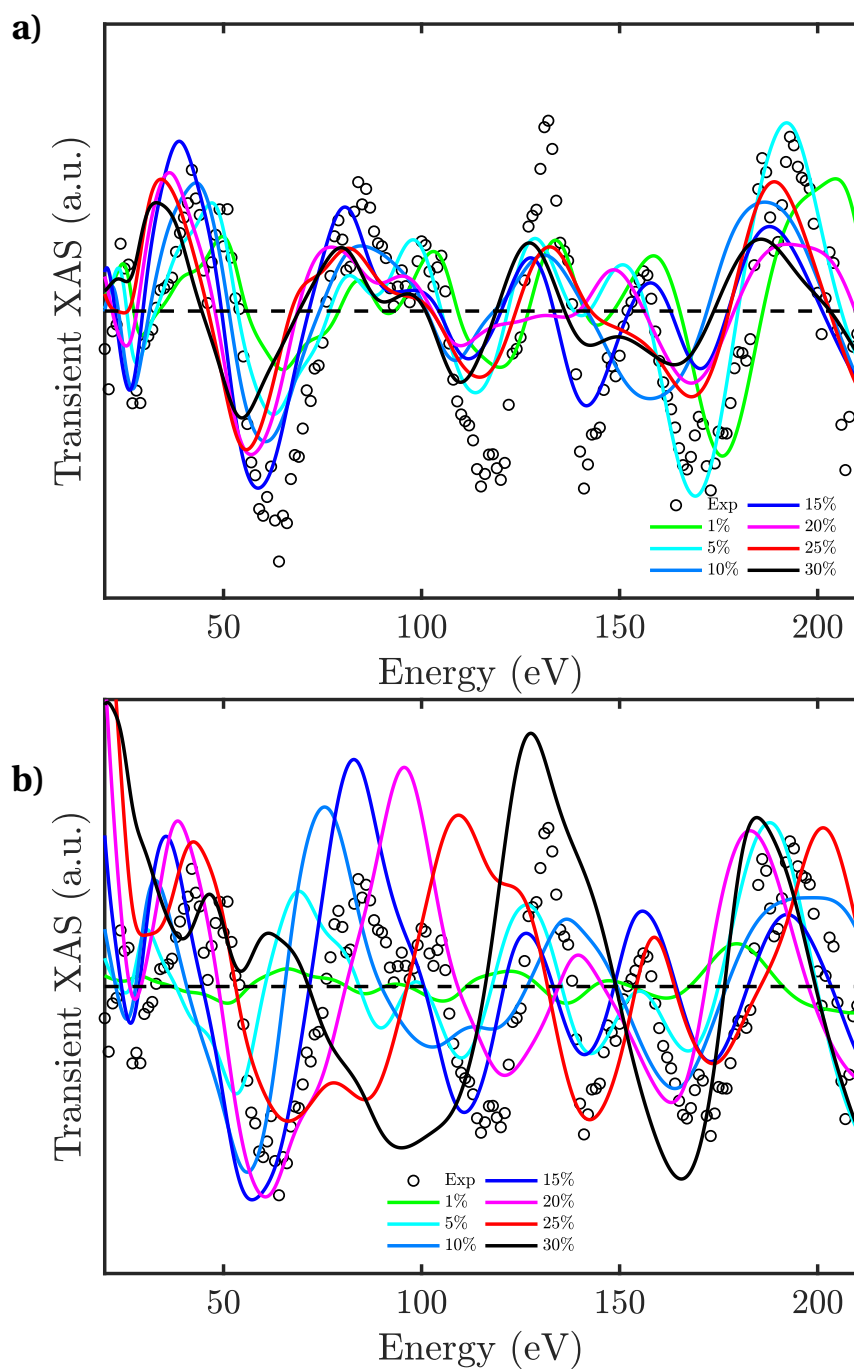 a)
Transient XAS (a.u.)
Exp 15%
1% 20%
5% 25%
10% 30%
50 100 150 200
Energy (eV)
b)
Transient XAS (a.u.)
Exp 15%
1% 20%
5% 25%
10% 30%
50 100 150 200
Energy (eV)